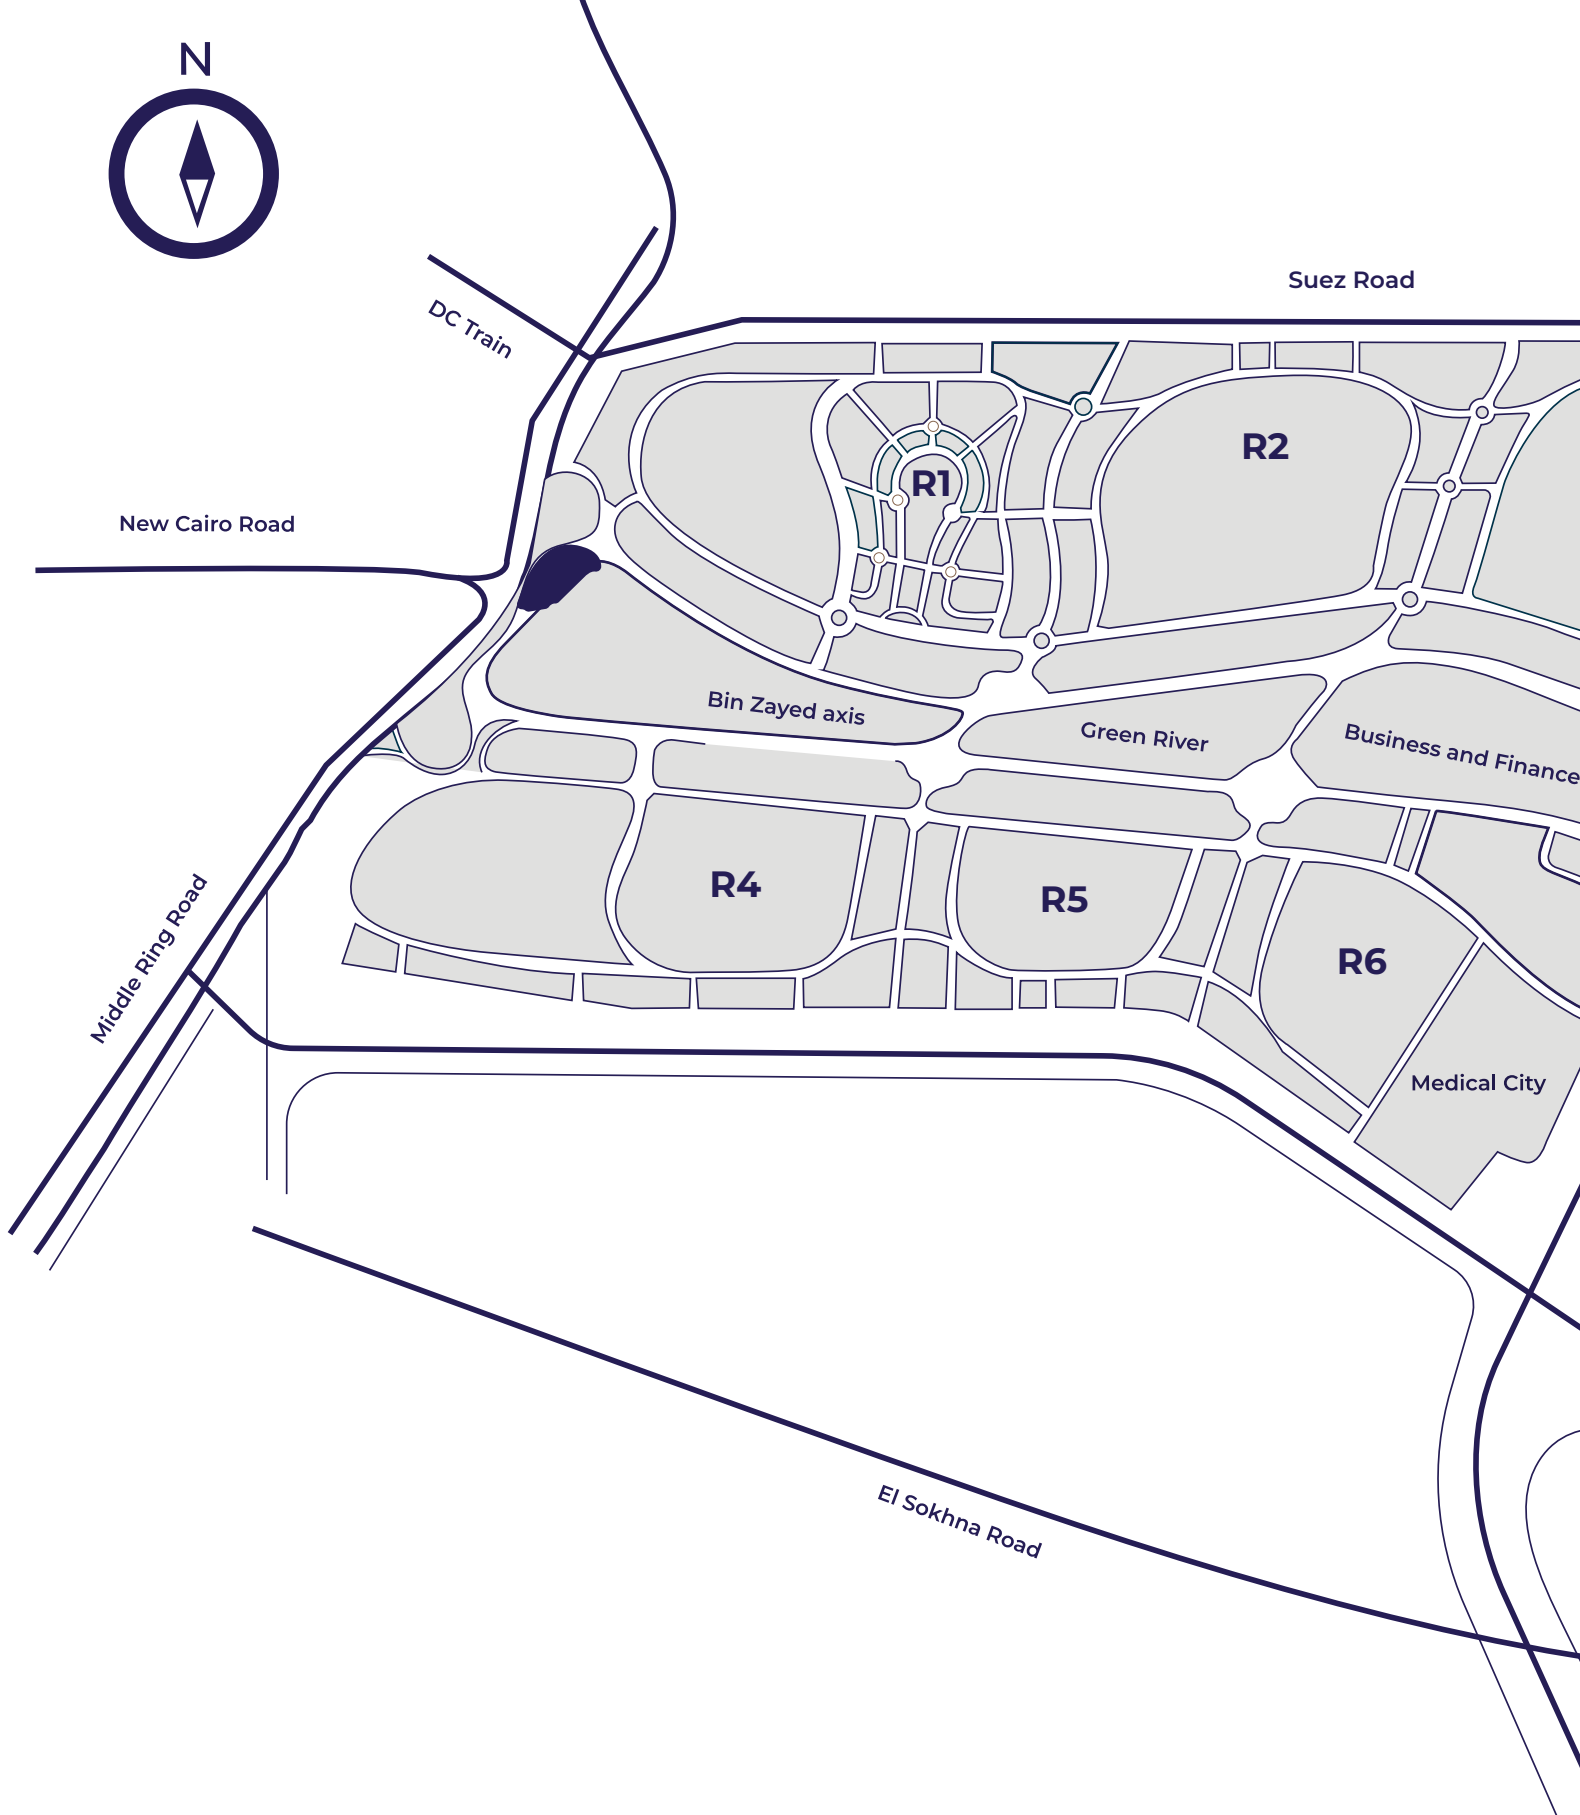 N
Suez Road
DC Train
R2
R1
New Cairo Road
Bin Zayed axis
Green River
Business and Finance
R4
R5
R6
Middle Ring Road
Medical City
El Sokhna Road